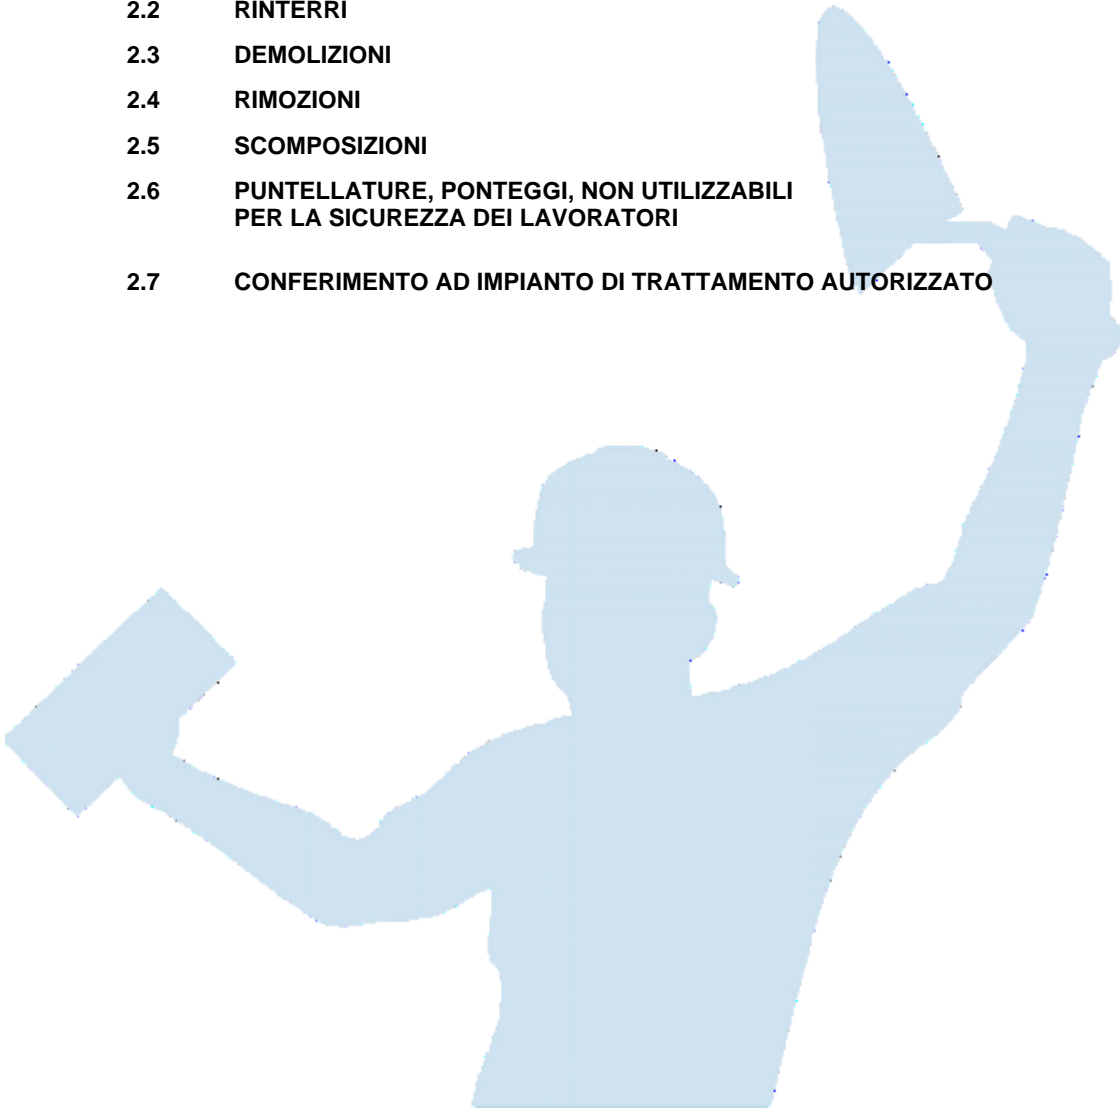 2.2 RINTERRI
2.3 DEMOLIZIONI
2.4 RIMOZIONI
2.5 SCOMPOSIZIONI
2.6 PUNTELLATURE, PONTEGGI, NON UTILIZZABILI
PER LA SICUREZZA DEI LAVORATORI
2.7 CONFERIMENTO AD IMPIANTO DI TRATTAMENTO AUTORIZZATO